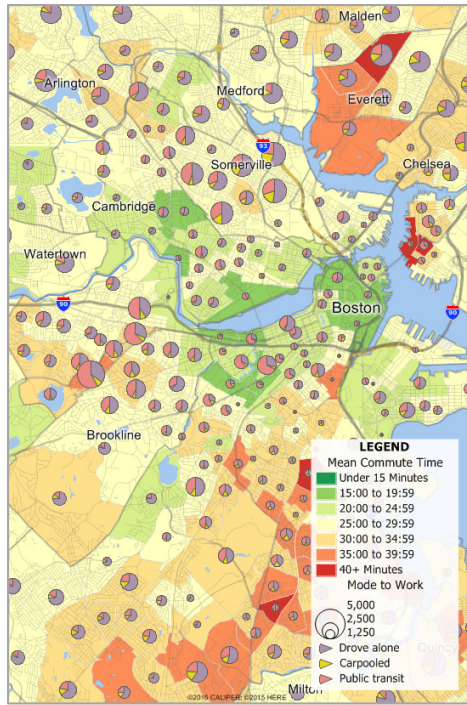 Malden
Arlington
Medford
Everett
93
Somerville
Chelsea
Cambridge
Watertown
90
Boston
90
Brookline
LEGEND
Mean Commute Time
Under 15 Minutes
15:00 to 19:59
20:00 to 24:59
25:00 to 29:59
30:00 to 34:59
35:00 to 39:59
40+ Minutes
Mode to Work
5,000
2,500
1,250
Drove alone
Carpooled
Public transit
Quincy
Milton
©2015 CALIPER; ©2015 HERE